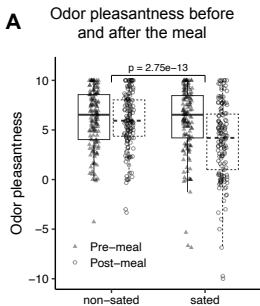 A
Odor pleasantness before
and after the meal
p = 2.75e−13
Odor pleasantness
10
5
0
−5
−10
Pre−meal
Post−meal
non−sated
sated